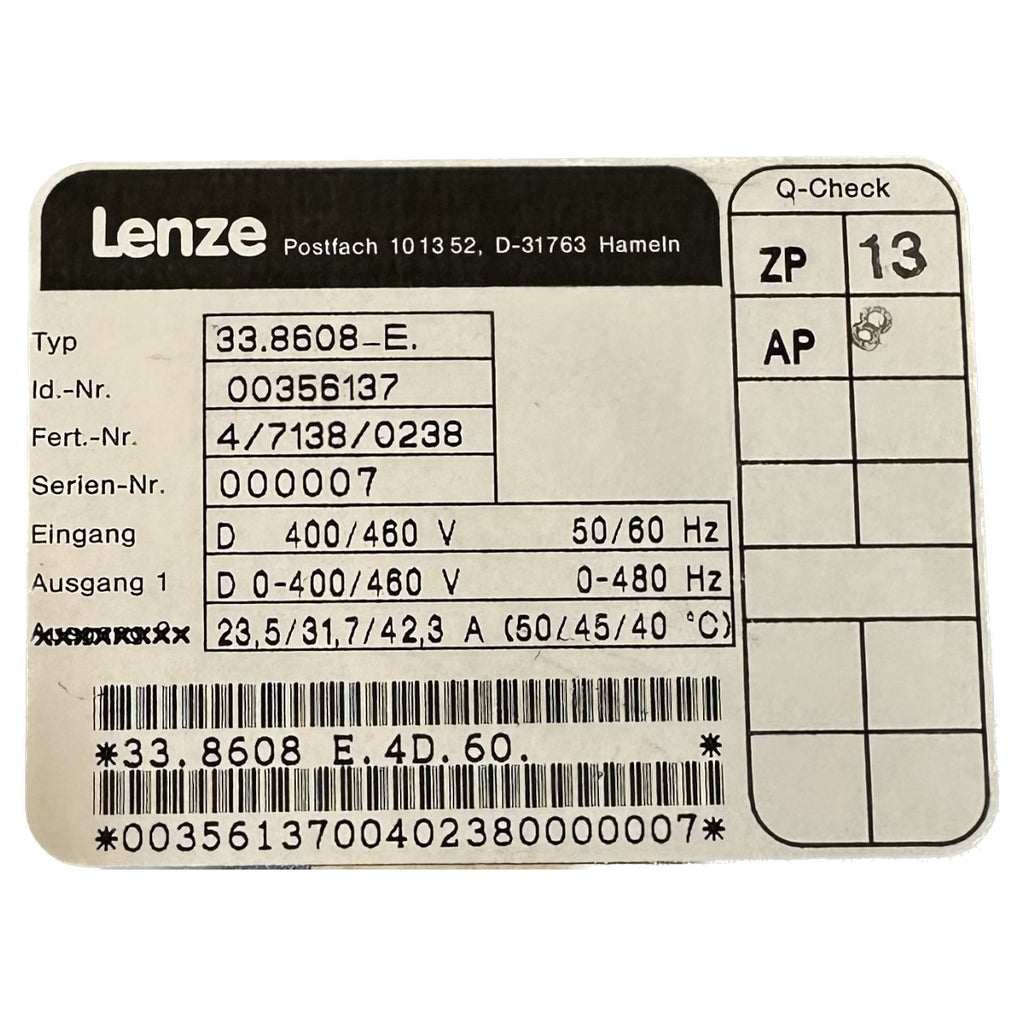 Lenze Postfach 10 13 52, D-31763 Hameln
Q-Check
ZP 13
AP
Typ 33.8608-E.
Id.-Nr. 00356137
Fert.-Nr. 4/7138/0238
Serien-Nr. 000007
Eingang D 400/460 V 50/60 Hz
Ausgang 1 D 0-400/460 V 0-480 Hz
23,5/31,7/42,3 A (50/45/40 °C)
*33.8608 E.4D.60. *
*0035613700402380000007*